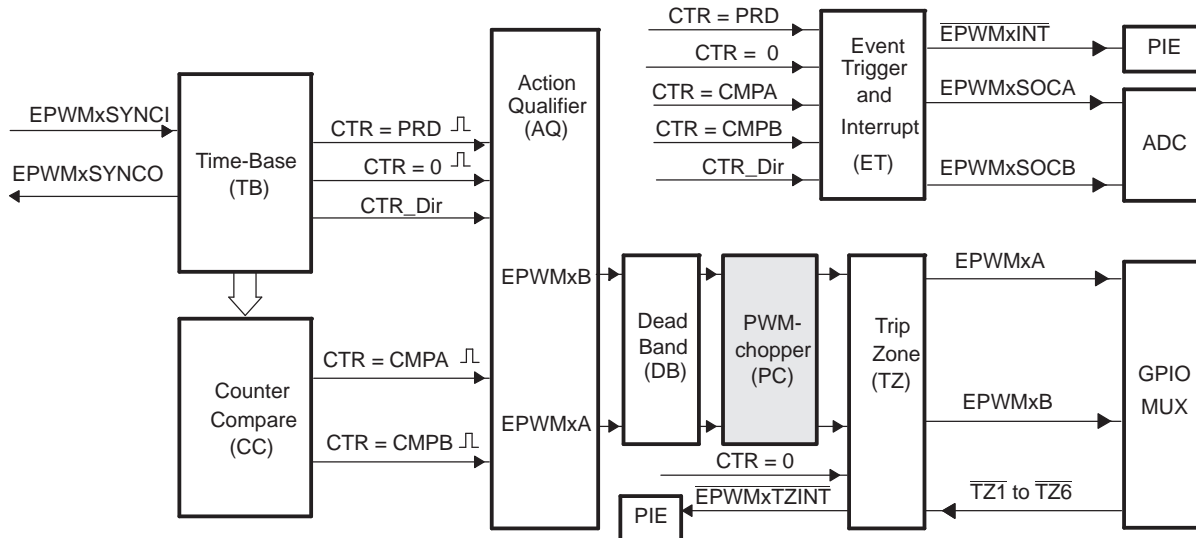 EPWMxSYNCI
EPWMxSYNCO
Time-Base
(TB)
CTR = PRD
CTR = 0
CTR_Dir
Counter
Compare
(CC)
CTR = CMPA
CTR = CMPB
Action
Qualifier
(AQ)
EPWMxB
EPWMxA
CTR = PRD
CTR = 0
CTR = CMPA
CTR = CMPB
CTR_Dir
Event
Trigger
and
Interrupt
(ET)
EPWMxINT
EPWMxSOCA
EPWMxSOCB
PIE
ADC
Dead
Band
(DB)
PWM-
chopper
(PC)
Trip
Zone
(TZ)
EPWMxA
EPWMxB
TZ1 to TZ6
GPIO
MUX
CTR = 0
EPWMxTZINT
PIE